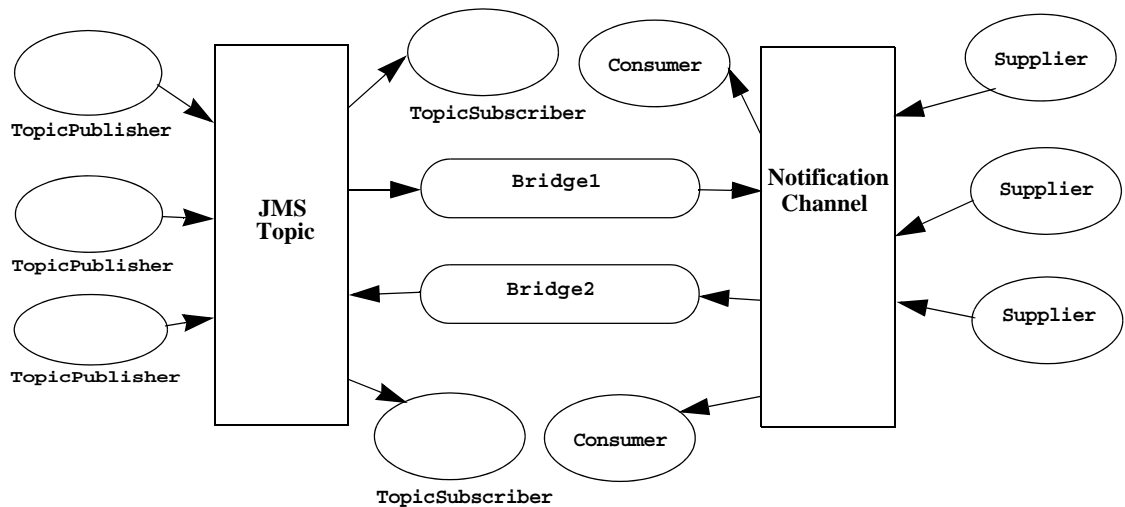 Consumer
Supplier
TopicPublisher
TopicSubscriber
Bridge1
Notification
Channel
Supplier
JMS
Topic
TopicPublisher
Bridge2
Supplier
TopicPublisher
Consumer
TopicSubscriber